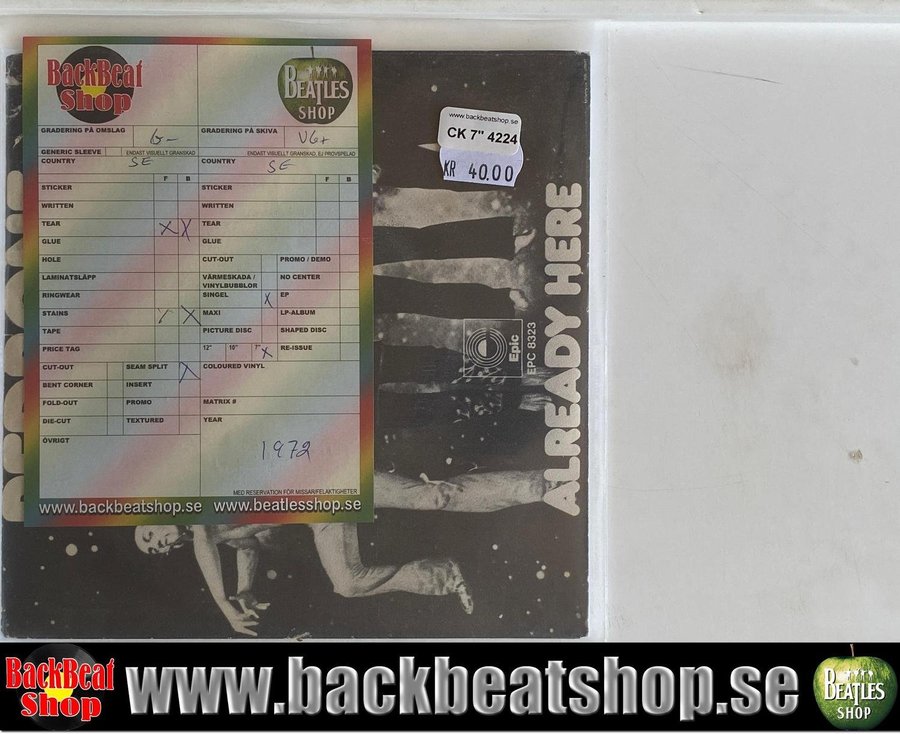 BackBeat
Shop
BEATLES
SHOP
GRADERING PÅ OMSLAG G-
GRADERING PÅ SKIVA VG+
GENERIC SLEEVE
ENDAST VISUELLT GRANSKAD
ENDAST VISUELLT GRANSKAD, EJ PROVSPELAD
COUNTRY SE
COUNTRY SE
F B
F B
STICKER
STICKER
WRITTEN
WRITTEN
TEAR X X
TEAR
GLUE
GLUE
HOLE
CUT-OUT
PROMO / DEMO
LAMINATSLÄPP
VÄRMESKADA /
VINYLBUBBLOR
NO CENTER
RINGWEAR
SINGEL X
EP
STAINS / X
MAXI
LP-ALBUM
TAPE
PICTURE DISC
SHAPED DISC
PRICE TAG
12" 10" 7" X
RE-ISSUE
CUT-OUT
SEAM SPLIT X
COLOURED VINYL
BENT CORNER
INSERT
FOLD-OUT
PROMO
MATRIX #
DIE-CUT
TEXTURED
YEAR
ÖVRIGT
1972
MED RESERVATION FÖR MISSAR/FELAKTIGHETER
www.backbeatshop.se www.beatlesshop.se
www.backbeatshop.se
CK 7" 4224
KR 40.00
Epic
EPC 8323
ALREADY HERE
BackBeat
Shop
www.backbeatshop.se
BEATLES
SHOP